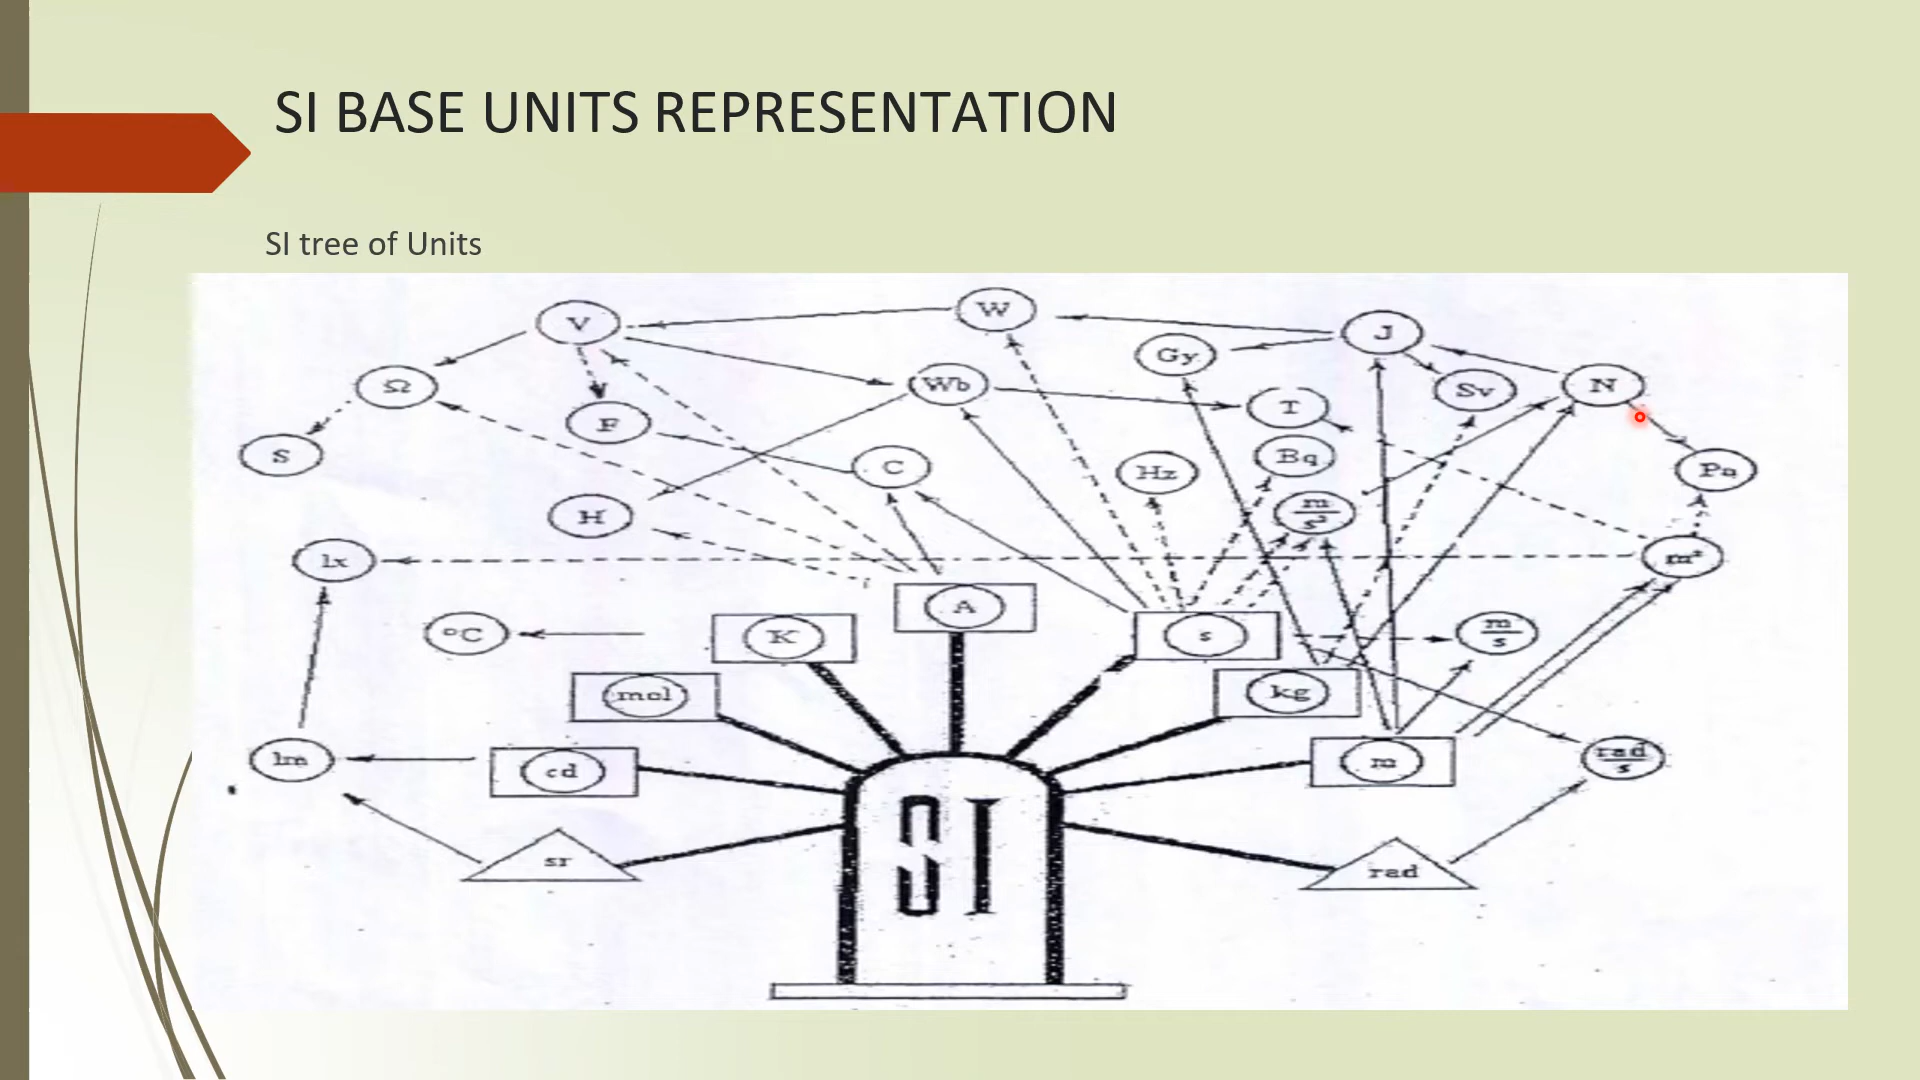 SI BASE UNITS REPRESENTATION
SI tree of Units
V
W
J
Gy
Ω
Wb
Sv
N
F
T
S
C
Hz
Bq
Pa
H
m
s²
lx
m²
A
°C
K
s
m
s
mol
kg
lm
cd
m
rad
s
sr
SI
rad